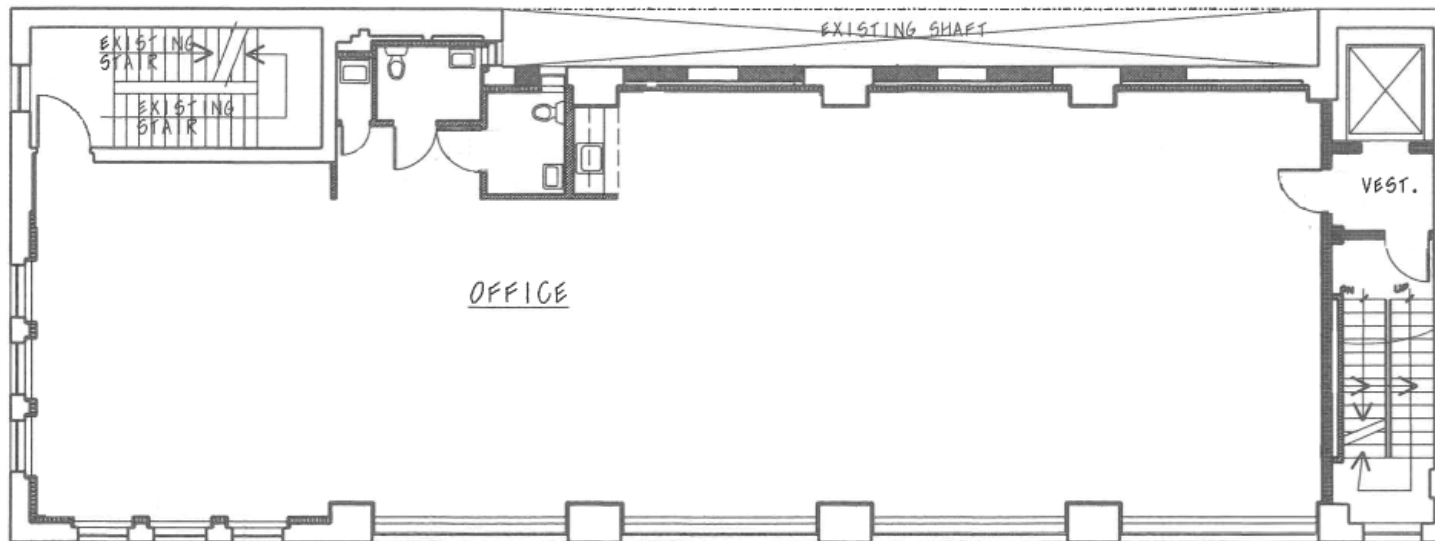 EXISTING SHAFT
EXISTING
STAIR
EXISTING
STAIR
VEST.
OFFICE
DN UP